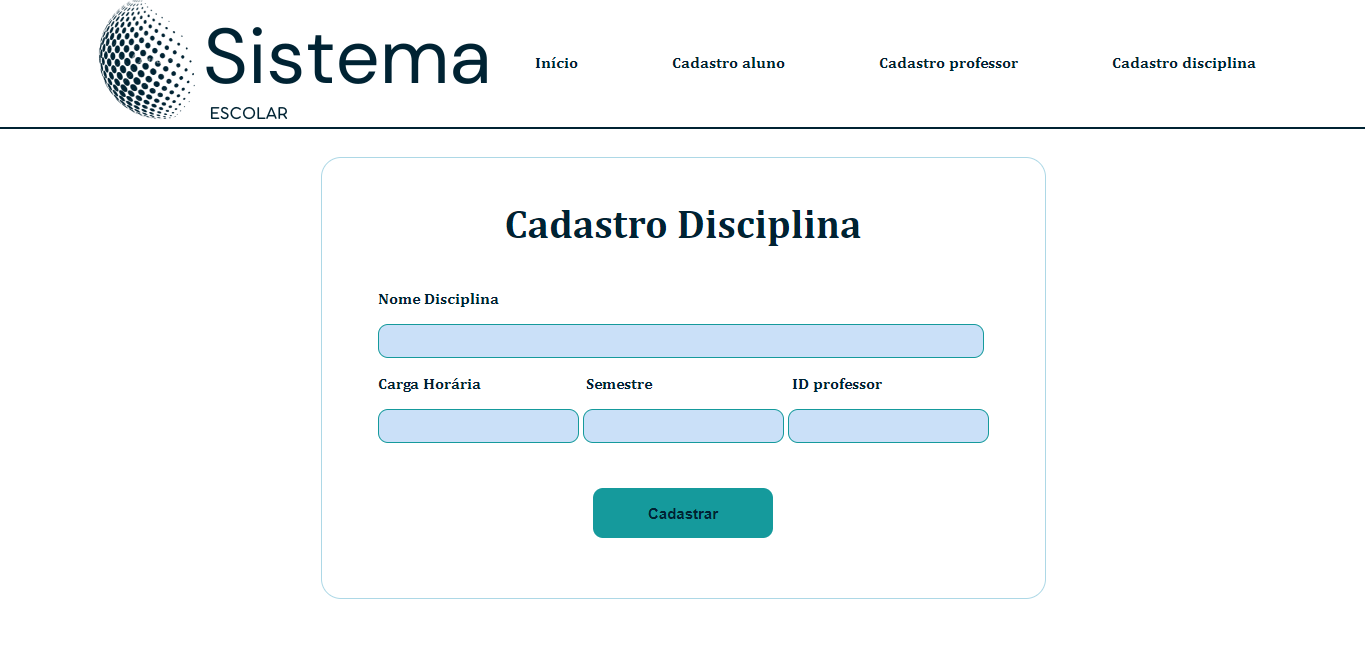 Sistema
ESCOLAR
Início Cadastro aluno Cadastro professor Cadastro disciplina
Cadastro Disciplina
Nome Disciplina
Carga Horária Semestre ID professor
Cadastrar